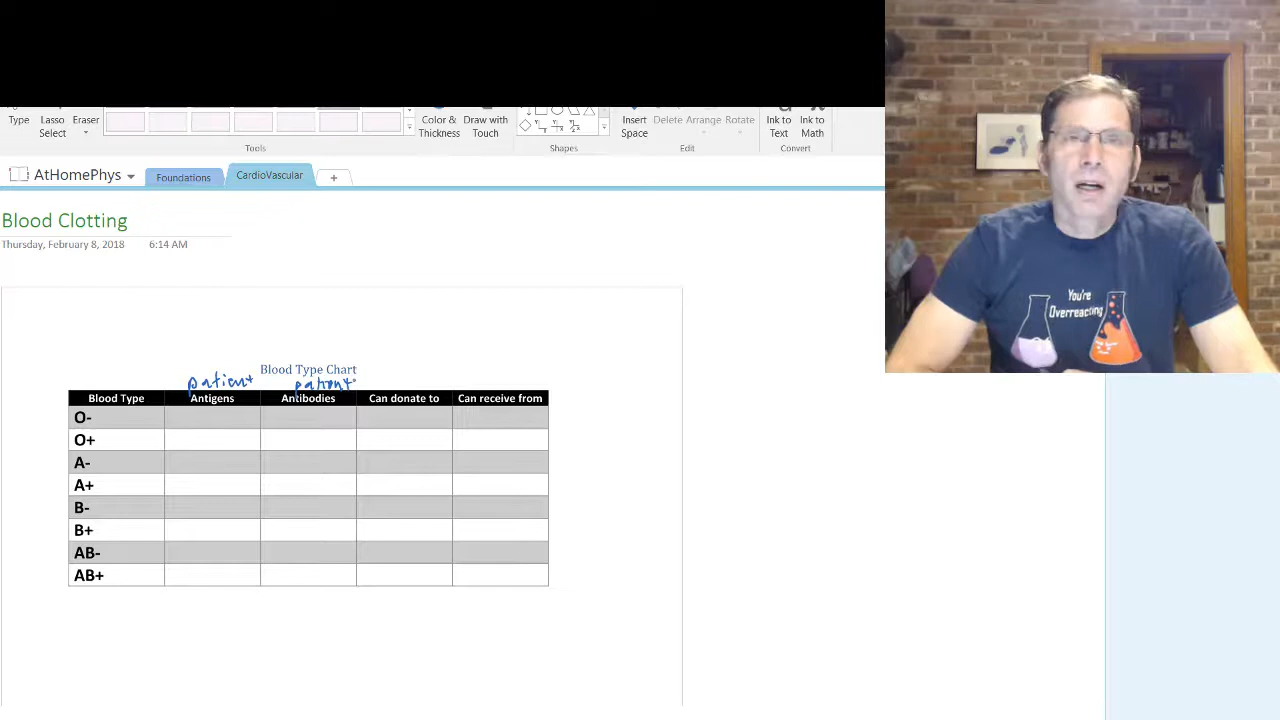 Type Lasso Select Erase Color & Thickness Draw with Touch Insert Space Delete Arrange Rotate Ink to Text Ink to Math
Tools Shapes Edit Convert
AtHomePhys Foundations CardioVascular +
Blood Clotting
Thursday, February 8, 2018 6:14 AM
Blood Type Chart
patient patient
Blood Type Antigens Antibodies Can donate to Can receive from
O-
O+
A-
A+
B-
B+
AB-
AB+
You're
Overreacting